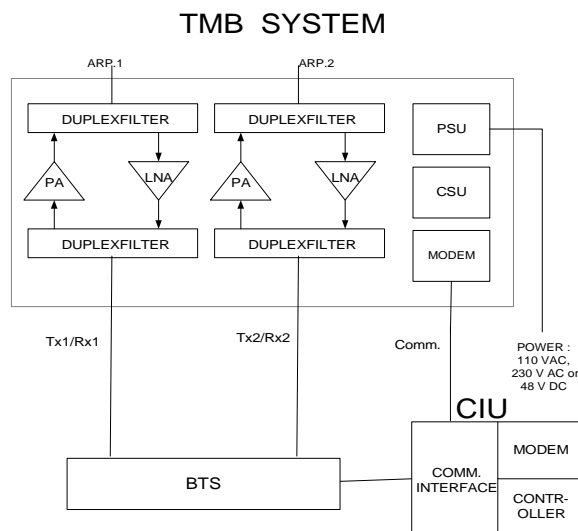 TMB SYSTEM
ARP.1
ARP.2
DUPLEXFILTER
DUPLEXFILTER
PSU
PA
LNA
PA
LNA
CSU
DUPLEXFILTER
DUPLEXFILTER
MODEM
Tx1/Rx1
Tx2/Rx2
Comm.
POWER :
110 VAC,
230 V AC or
48 V DC
CIU
BTS
COMM.
INTERFACE
MODEM
CONTR-
OLLER